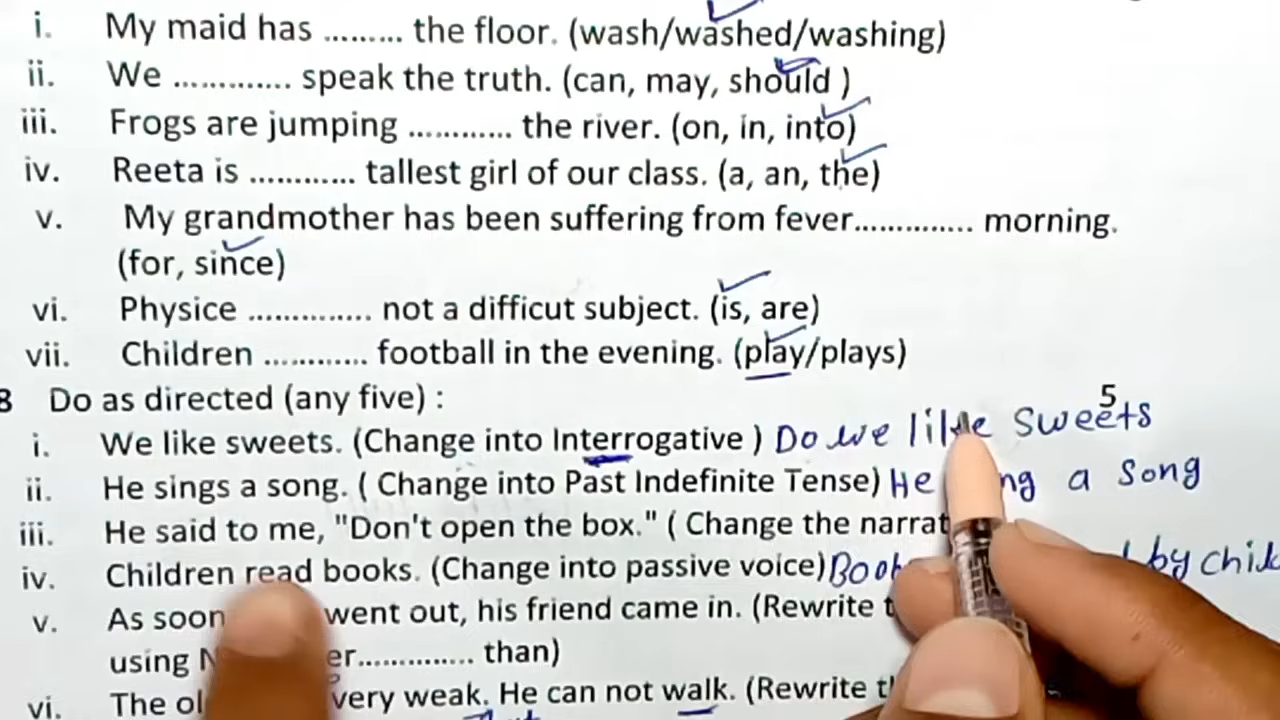 i. My maid has ......... the floor. (wash/washed/washing)
ii. We ............. speak the truth. (can, may, should )
iii. Frogs are jumping ............ the river. (on, in, into)
iv. Reeta is ............ tallest girl of our class. (a, an, the)
v. My grandmother has been suffering from fever.............. morning.
(for, since)
vi. Physice .............. not a difficut subject. (is, are)
vii. Children ............ football in the evening. (play/plays)
8 Do as directed (any five) : 5
i. We like sweets. (Change into Interrogative ) Do we like sweets
ii. He sings a song. ( Change into Past Indefinite Tense) He a song
iii. He said to me, "Don't open the box." ( Change the
iv. Children read books. (Change into passive voice) by
v. As soon went out, his friend came in. (Rewrite
using .............. than)
vi. The very weak. He can not walk. (Rewrite